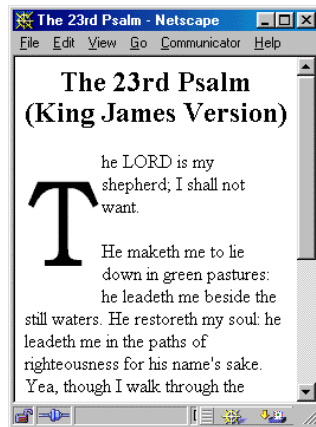 The 23rd Psalm - Netscape
File Edit View Go Communicator Help
The 23rd Psalm
(King James Version)
The LORD is my
shepherd; I shall not
want.
He maketh me to lie
down in green pastures:
he leadeth me beside the
still waters. He restoreth my soul: he
leadeth me in the paths of
righteousness for his name's sake.
Yea, though I walk through the